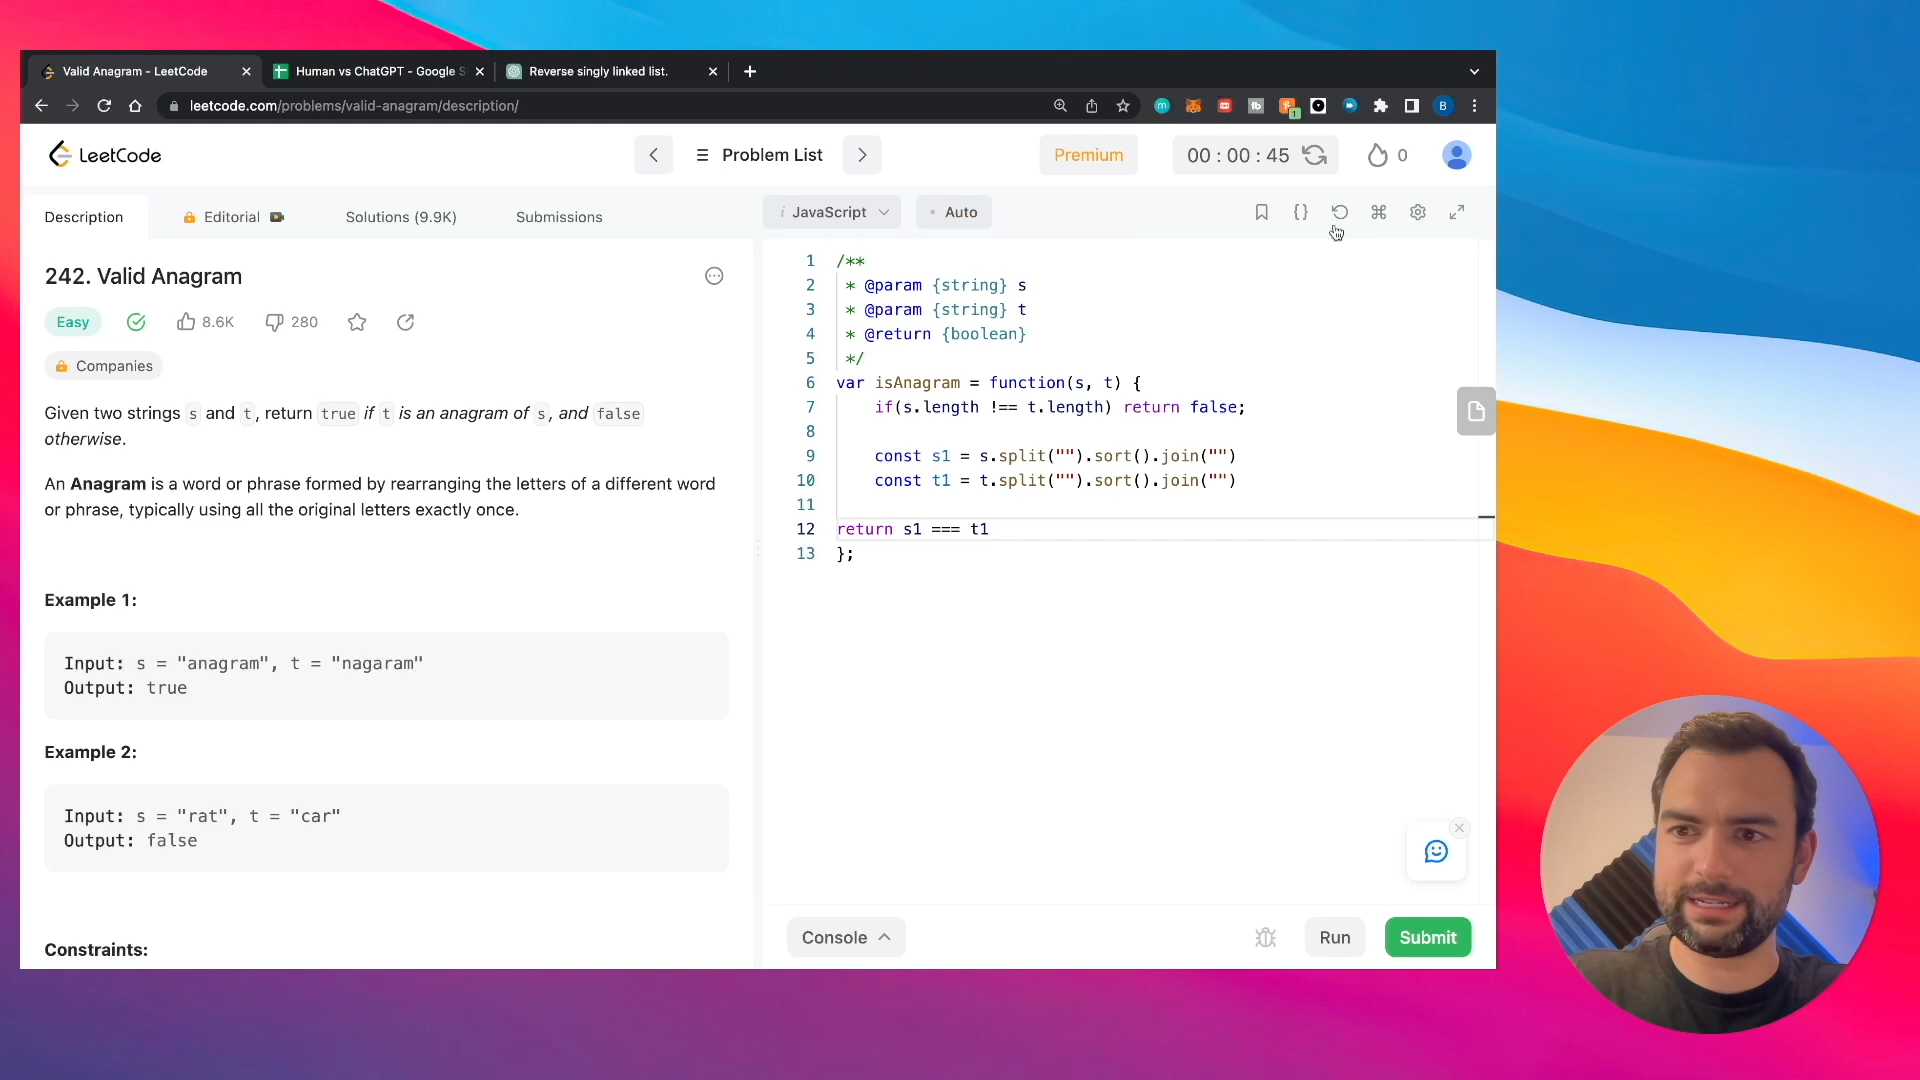 Valid Anagram - LeetCode
Human vs ChatGPT - Google S
Reverse singly linked list.
leetcode.com/problems/valid-anagram/description/
1
B
LeetCode
Problem List
Premium
00 : 00 : 45
0
Description
Editorial
Solutions (9.9K)
Submissions
i JavaScript
• Auto
{}
242. Valid Anagram
Easy
8.6K
280
Companies
Given two strings s and t, return true if t is an anagram of s, and false
otherwise.
An Anagram is a word or phrase formed by rearranging the letters of a different word
or phrase, typically using all the original letters exactly once.
Example 1:
Input: s = "anagram", t = "nagaram"
Output: true
Example 2:
Input: s = "rat", t = "car"
Output: false
Constraints:
1 /**
2 * @param {string} s
3 * @param {string} t
4 * @return {boolean}
5 */
6 var isAnagram = function(s, t) {
7 if(s.length !== t.length) return false;
8
9 const s1 = s.split("").sort().join("")
10 const t1 = t.split("").sort().join("")
11
12 return s1 === t1
13 };
Console
Run
Submit